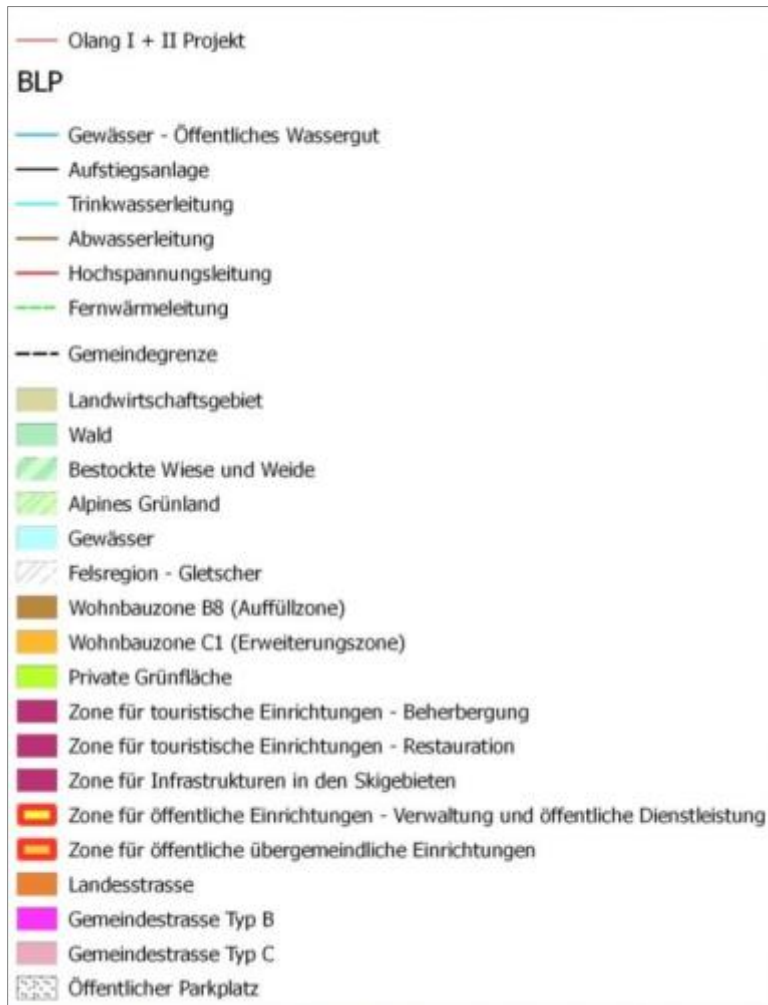 Olang I + II Projekt
BLP
Gewässer - Öffentliches Wassergut
Aufstiegsanlage
Trinkwasserleitung
Abwasserleitung
Hochspannungsleitung
Fernwärmeleitung
Gemeindegrenze
Landwirtschaftsgebiet
Wald
Bestockte Wiese und Weide
Alpines Grünland
Gewässer
Felsregion - Gletscher
Wohnbauzone B8 (Auffüllzone)
Wohnbauzone C1 (Erweiterungszone)
Private Grünfläche
Zone für touristische Einrichtungen - Beherbergung
Zone für touristische Einrichtungen - Restauration
Zone für Infrastrukturen in den Skigebieten
Zone für öffentliche Einrichtungen - Verwaltung und öffentliche Dienstleistung
Zone für öffentliche übergemeindliche Einrichtungen
Landesstrasse
Gemeindestrasse Typ B
Gemeindestrasse Typ C
Öffentlicher Parkplatz